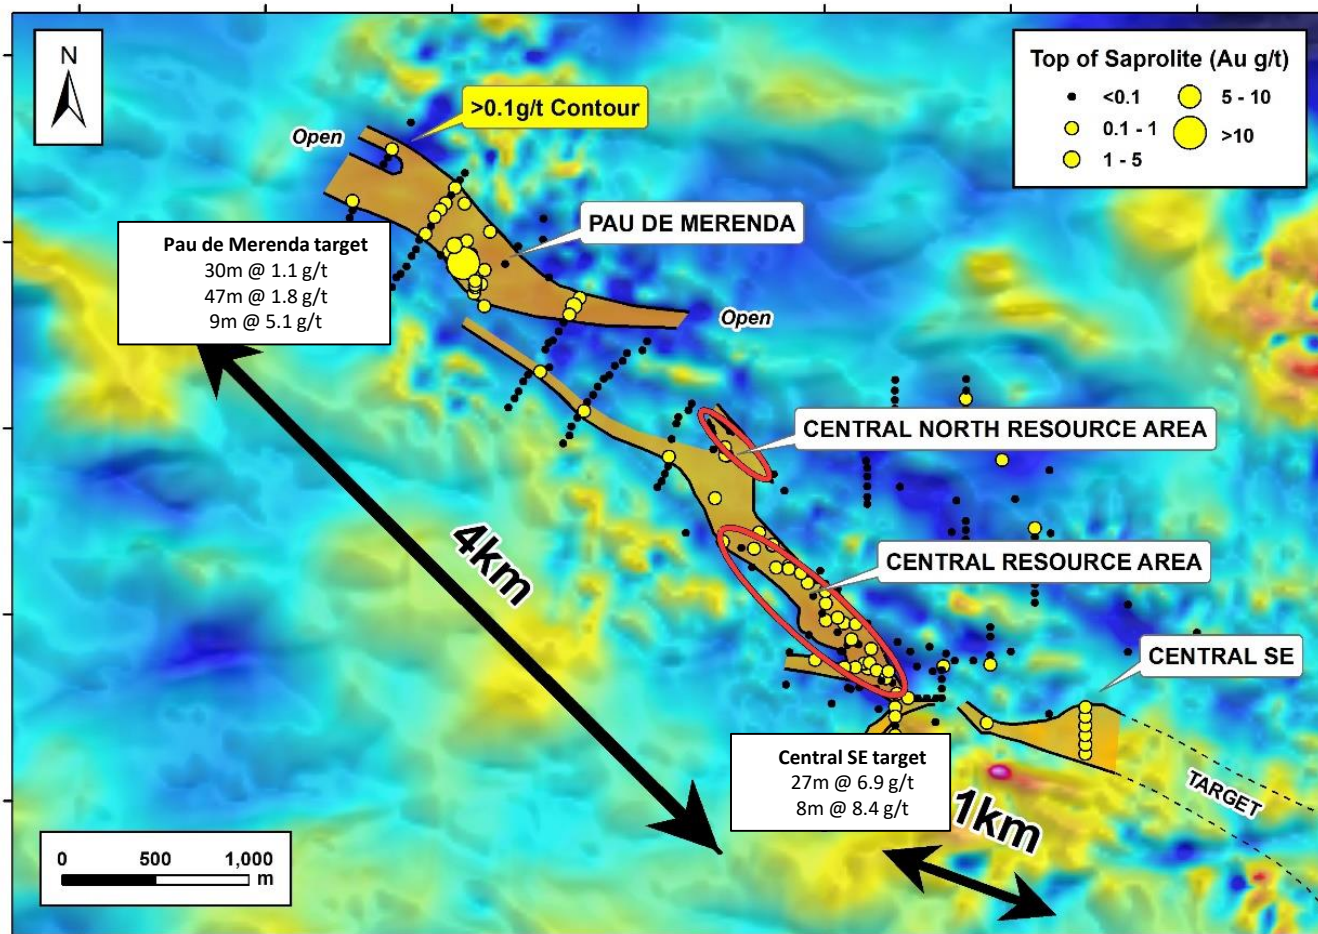 N
Top of Saprolite (Au g/t)
<0.1
5 - 10
0.1 - 1
>10
1 - 5
>0.1g/t Contour
Open
PAU DE MERENDA
Pau de Merenda target
30m @ 1.1 g/t
47m @ 1.8 g/t
9m @ 5.1 g/t
Open
CENTRAL NORTH RESOURCE AREA
4km
CENTRAL RESOURCE AREA
CENTRAL SE
Central SE target
27m @ 6.9 g/t
8m @ 8.4 g/t
TARGET
1km
0 500 1,000
m